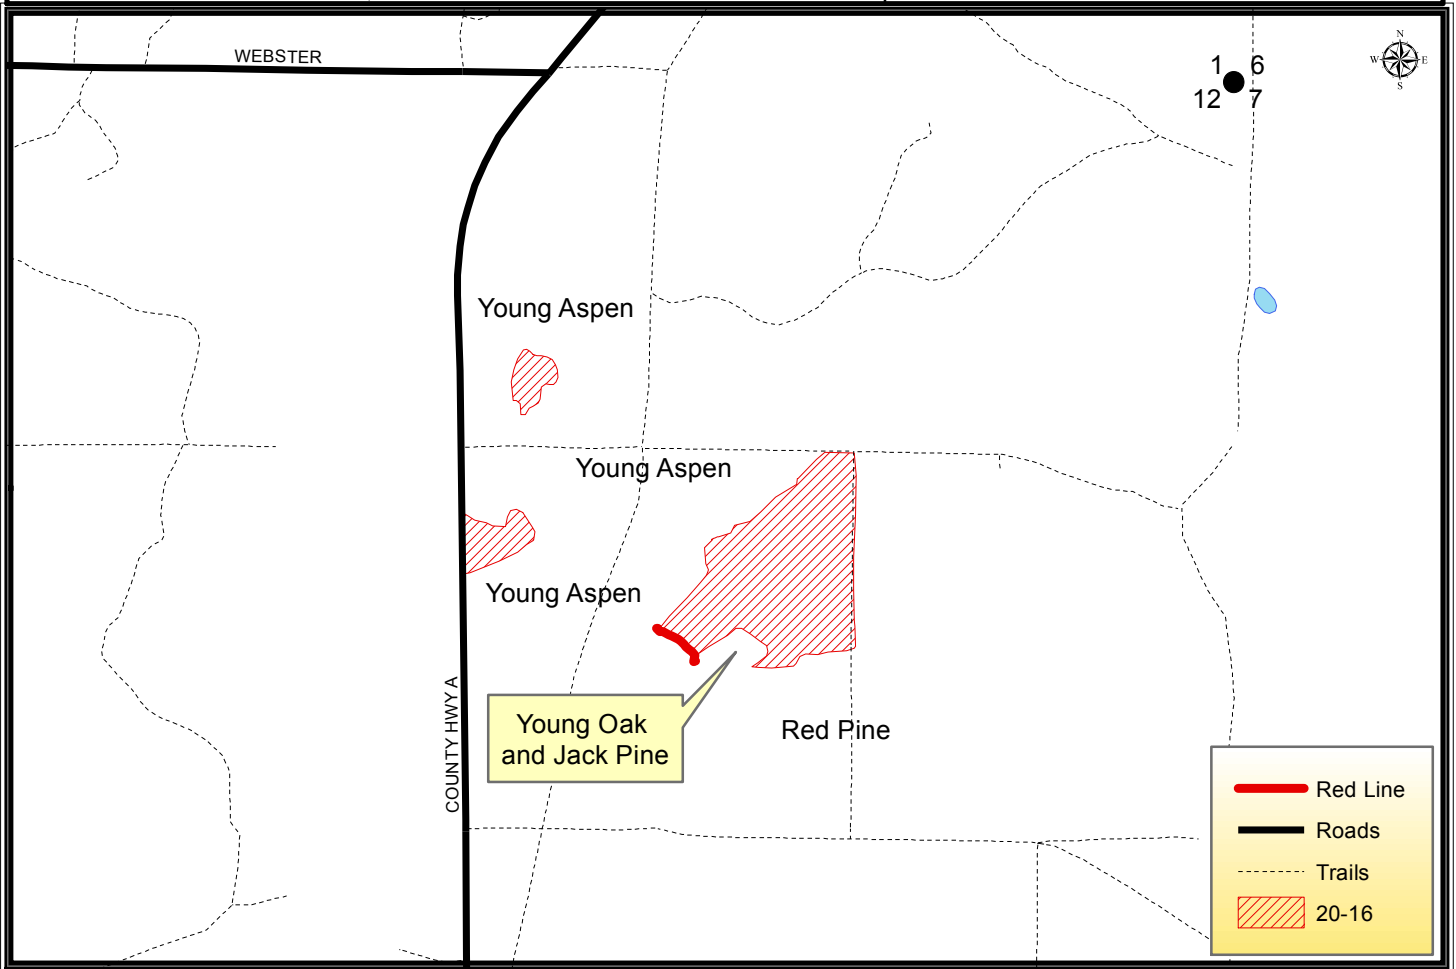 WEBSTER
N
W E
S
1 6
12 7
Young Aspen
Young Aspen
Young Aspen
COUNTY HWY A
Young Oak
and Jack Pine
Red Pine
Red Line
Roads
Trails
20-16